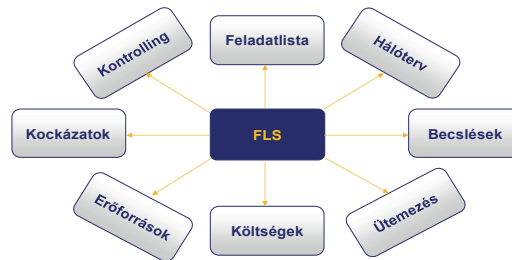 Kontrolling
Feladatlista
Hálóterv
Kockázatok
FLS
Becslések
Erőforrások
Költségek
Ütemezés